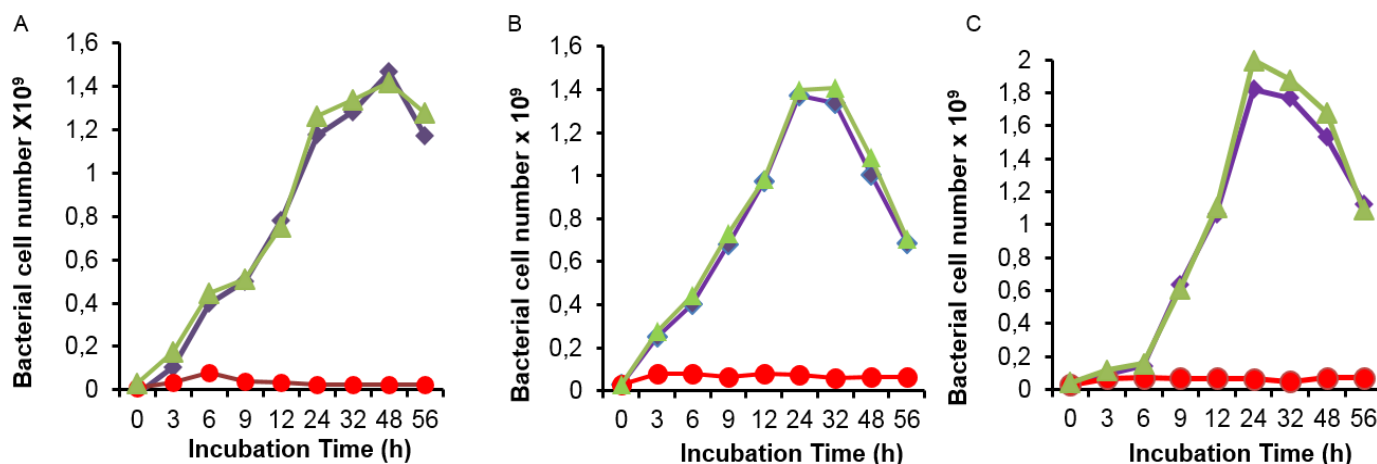 A
Bacterial cell number X10⁹
1,6
1,4
1,2
1
0,8
0,6
0,4
0,2
0
0 3 6 9 12 24 32 48 56
Incubation Time (h)
B
Bacterial cell number x 10⁹
1,6
1,4
1,2
1
0,8
0,6
0,4
0,2
0
0 3 6 9 12 24 32 48 56
Incubation Time (h)
C
Bacterial cell number x 10⁹
2
1,8
1,6
1,4
1,2
1
0,8
0,6
0,4
0,2
0
0 3 6 9 12 24 32 48 56
Incubation Time (h)